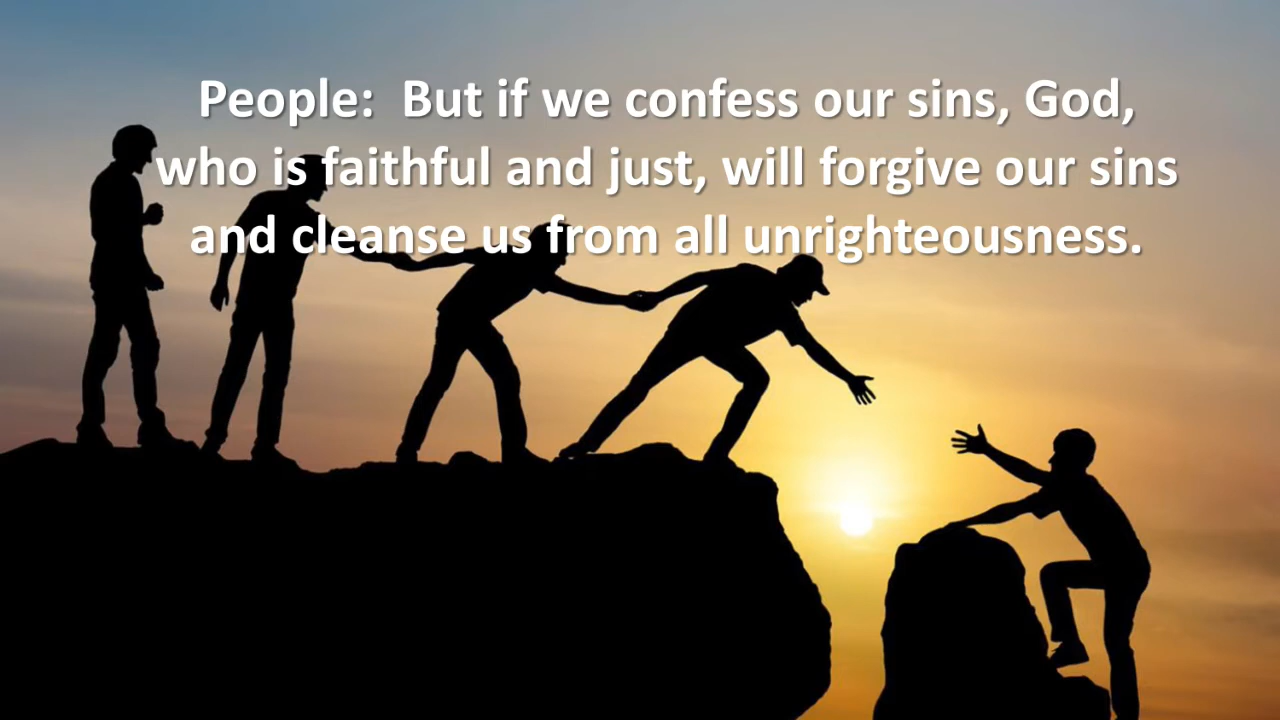 People:  But if we confess our sins, God,
who is faithful and just, will forgive our sins
and cleanse us from all unrighteousness.